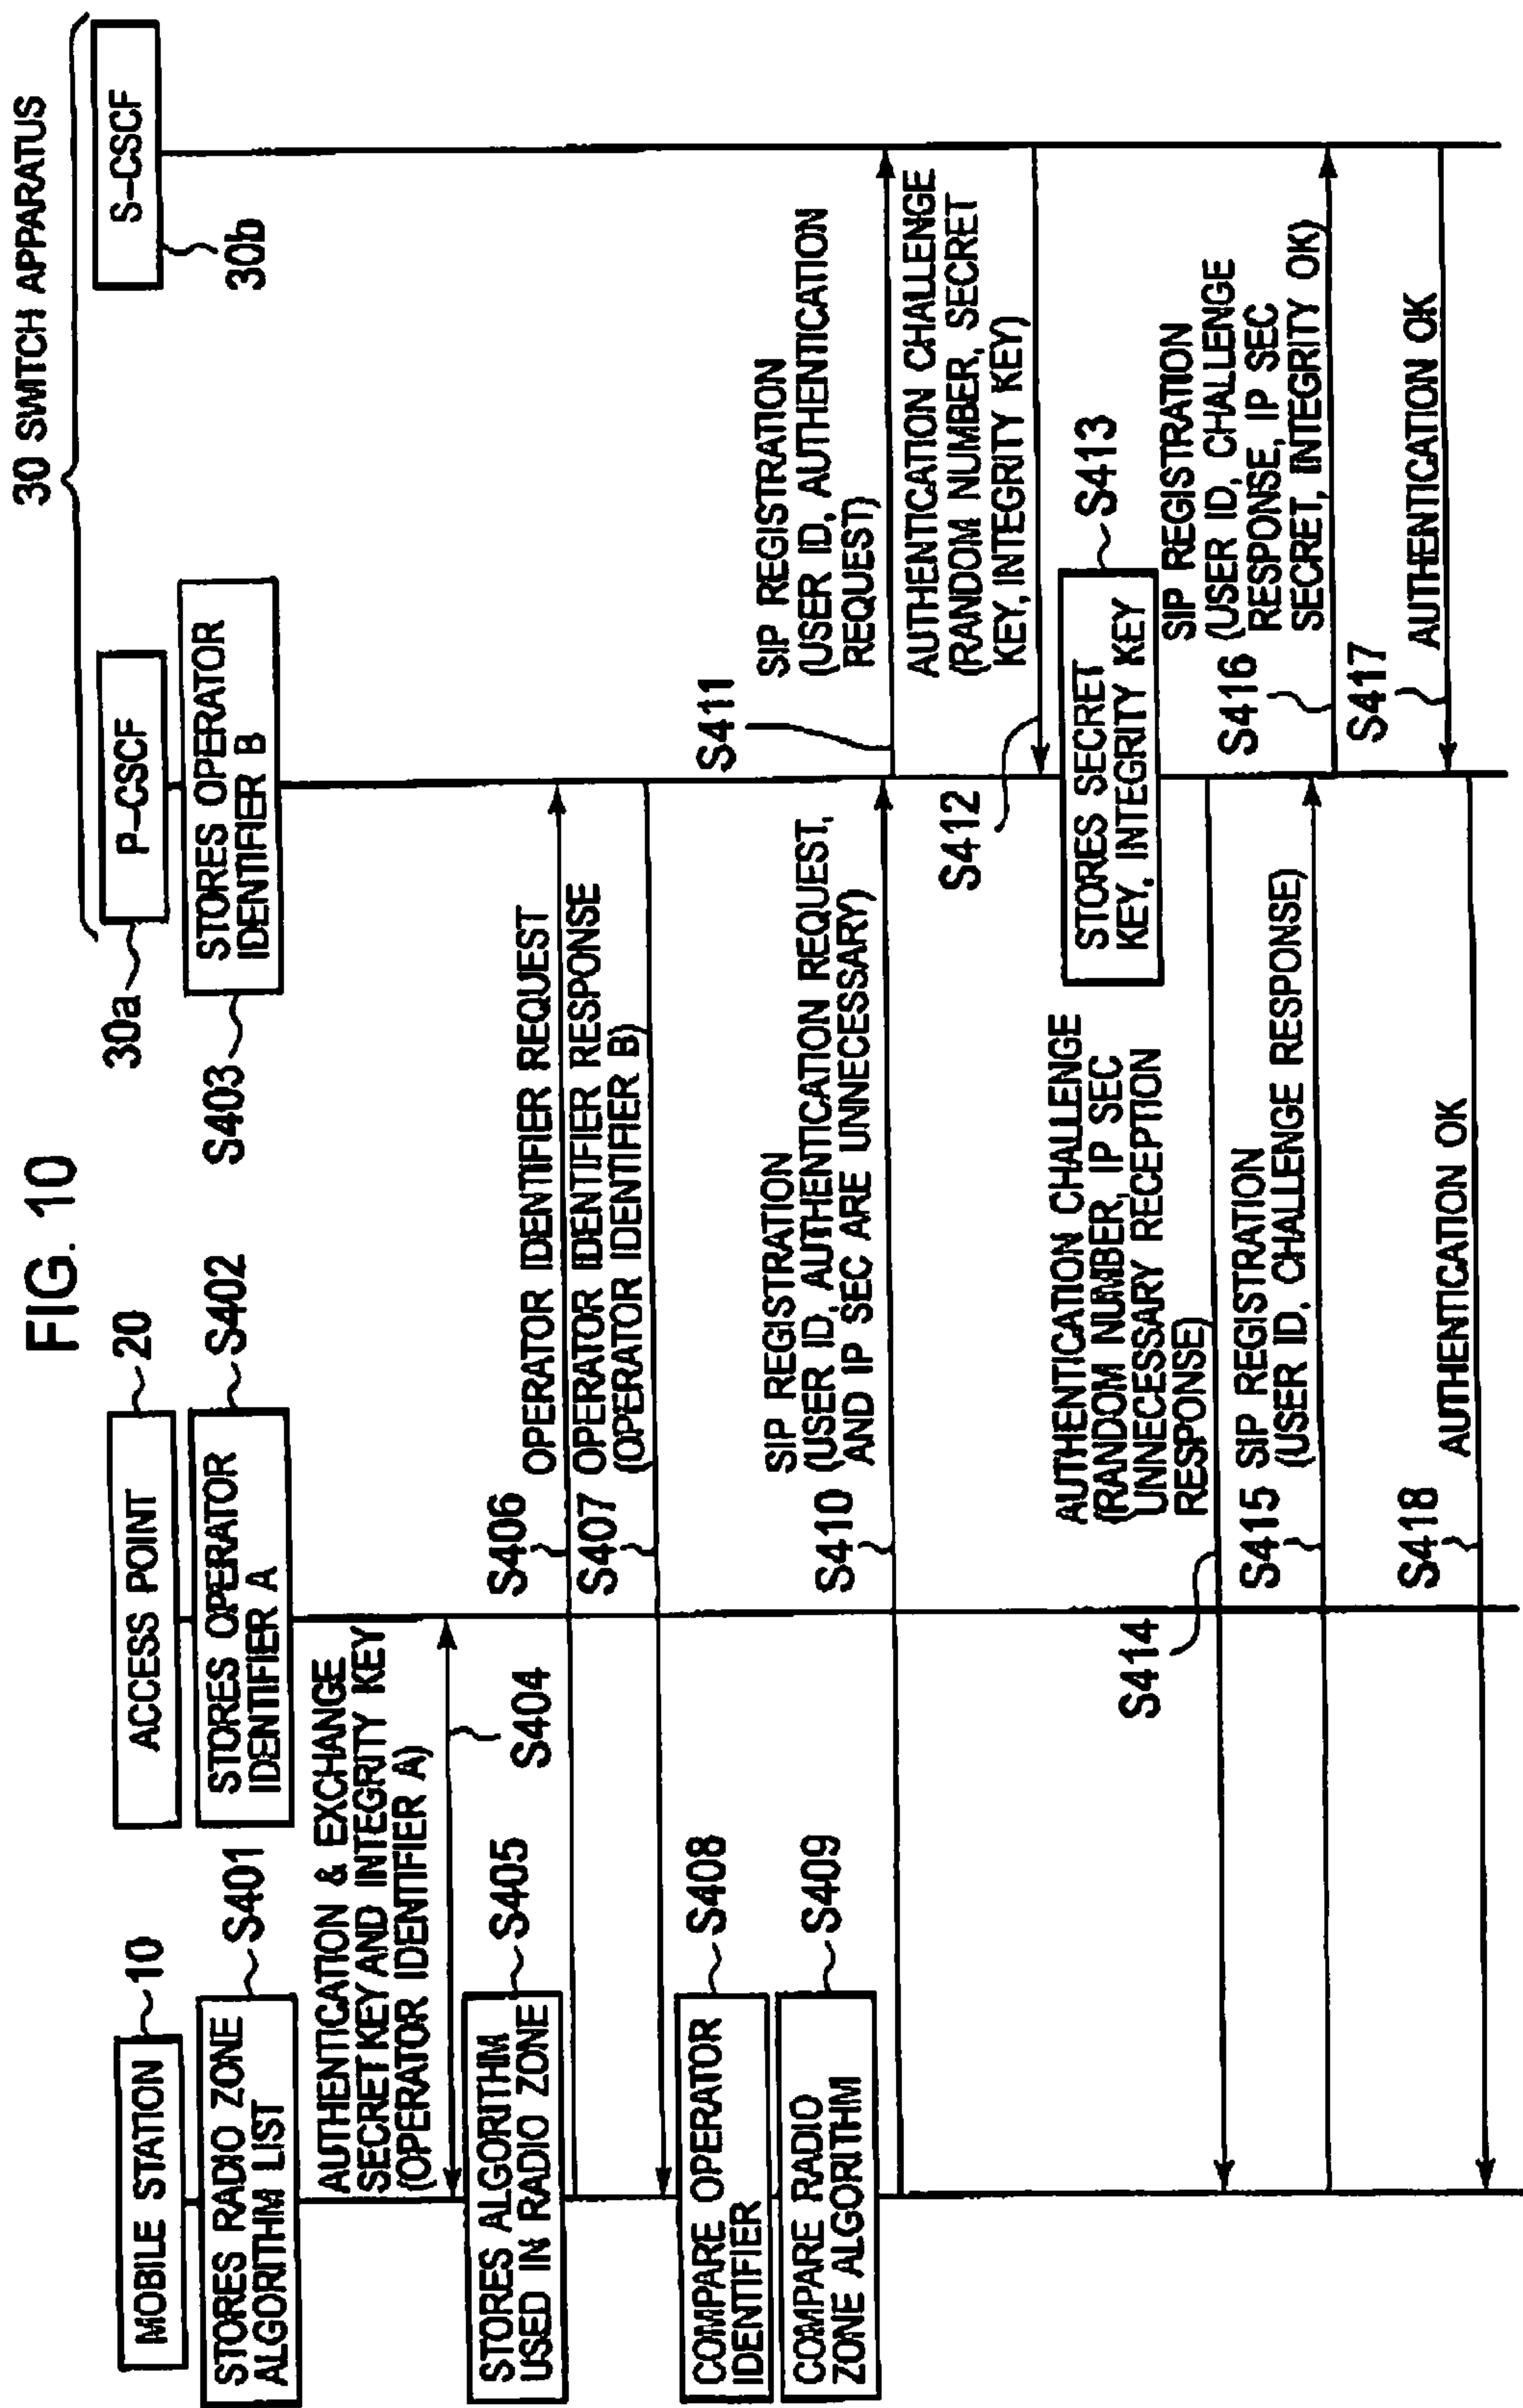 FIG. 10
30 SWITCH APPARATUS
MOBILE STATION
10
ACCESS POINT
20
P-CSCF
30a
S-CSCF
30b
STORES RADIO ZONE
ALGORITHM LIST
S401
STORES OPERATOR
IDENTIFIER A
S402
STORES OPERATOR
IDENTIFIER B
S403
AUTHENTICATION & EXCHANGE
SECRET KEY AND INTEGRITY KEY
(OPERATOR IDENTIFIER A)
S404
STORES ALGORITHM
USED IN RADIO ZONE
S405
S406
OPERATOR IDENTIFIER REQUEST
S407
OPERATOR IDENTIFIER RESPONSE
(OPERATOR IDENTIFIER B)
COMPARE OPERATOR
IDENTIFIER
S408
COMPARE RADIO
ZONE ALGORITHM
S409
S410
SIP REGISTRATION
(USER ID, AUTHENTICATION REQUEST,
AND IP SEC ARE UNNECESSARY)
S411
SIP REGISTRATION
(USER ID, AUTHENTICATION
REQUEST)
S412
AUTHENTICATION CHALLENGE
(RANDOM NUMBER, SECRET
KEY, INTEGRITY KEY)
STORES SECRET
KEY, INTEGRITY KEY
S413
S414
AUTHENTICATION CHALLENGE
(RANDOM NUMBER, IP SEC
UNNECESSARY RECEPTION
RESPONSE)
S415
SIP REGISTRATION
(USER ID, CHALLENGE RESPONSE)
S416
SIP REGISTRATION
(USER ID, CHALLENGE
RESPONSE, IP SEC
SECRET, INTEGRITY OK)
S417
AUTHENTICATION OK
S418
AUTHENTICATION OK